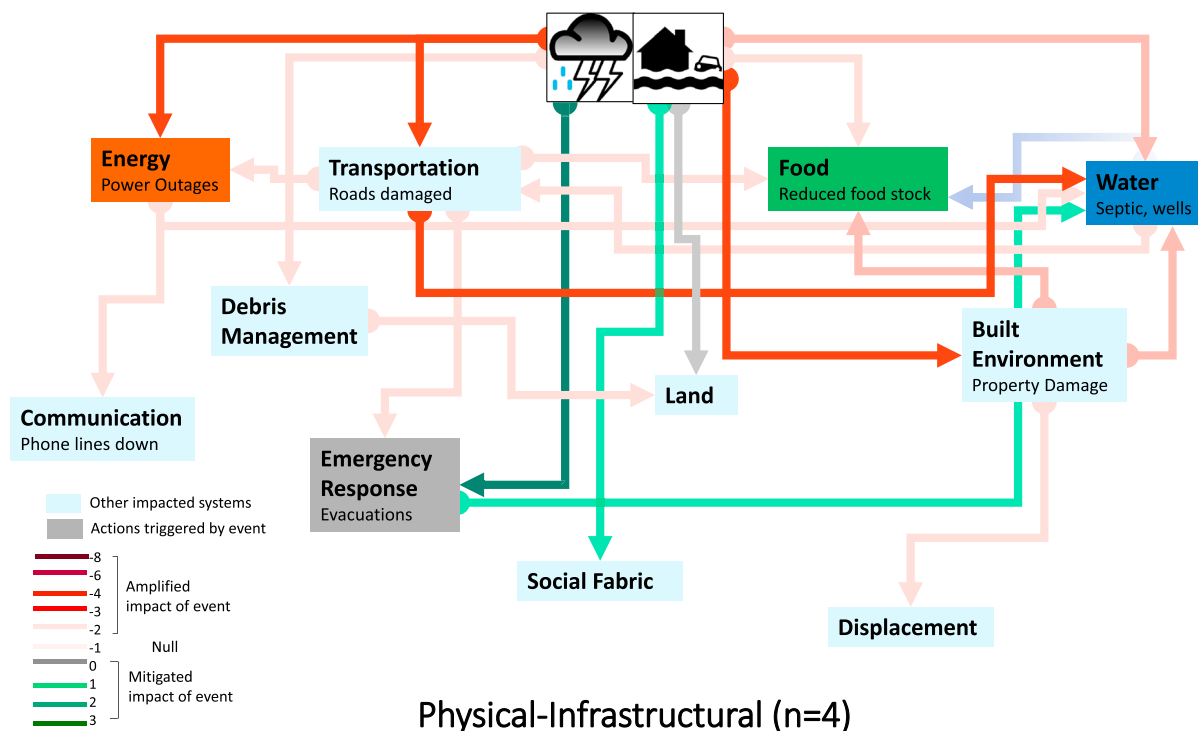 Energy
Power Outages
Transportation
Roads damaged
Food
Reduced food stock
Water
Septic, wells
Debris
Management
Built
Environment
Property Damage
Land
Communication
Phone lines down
Emergency
Response
Evacuations
Social Fabric
Displacement
Other impacted systems
Actions triggered by event
-8
-6
-4
-3
-2
-1
0
1
2
3
Amplified
impact of event
Null
Mitigated
impact of event
Physical-Infrastructural (n=4)